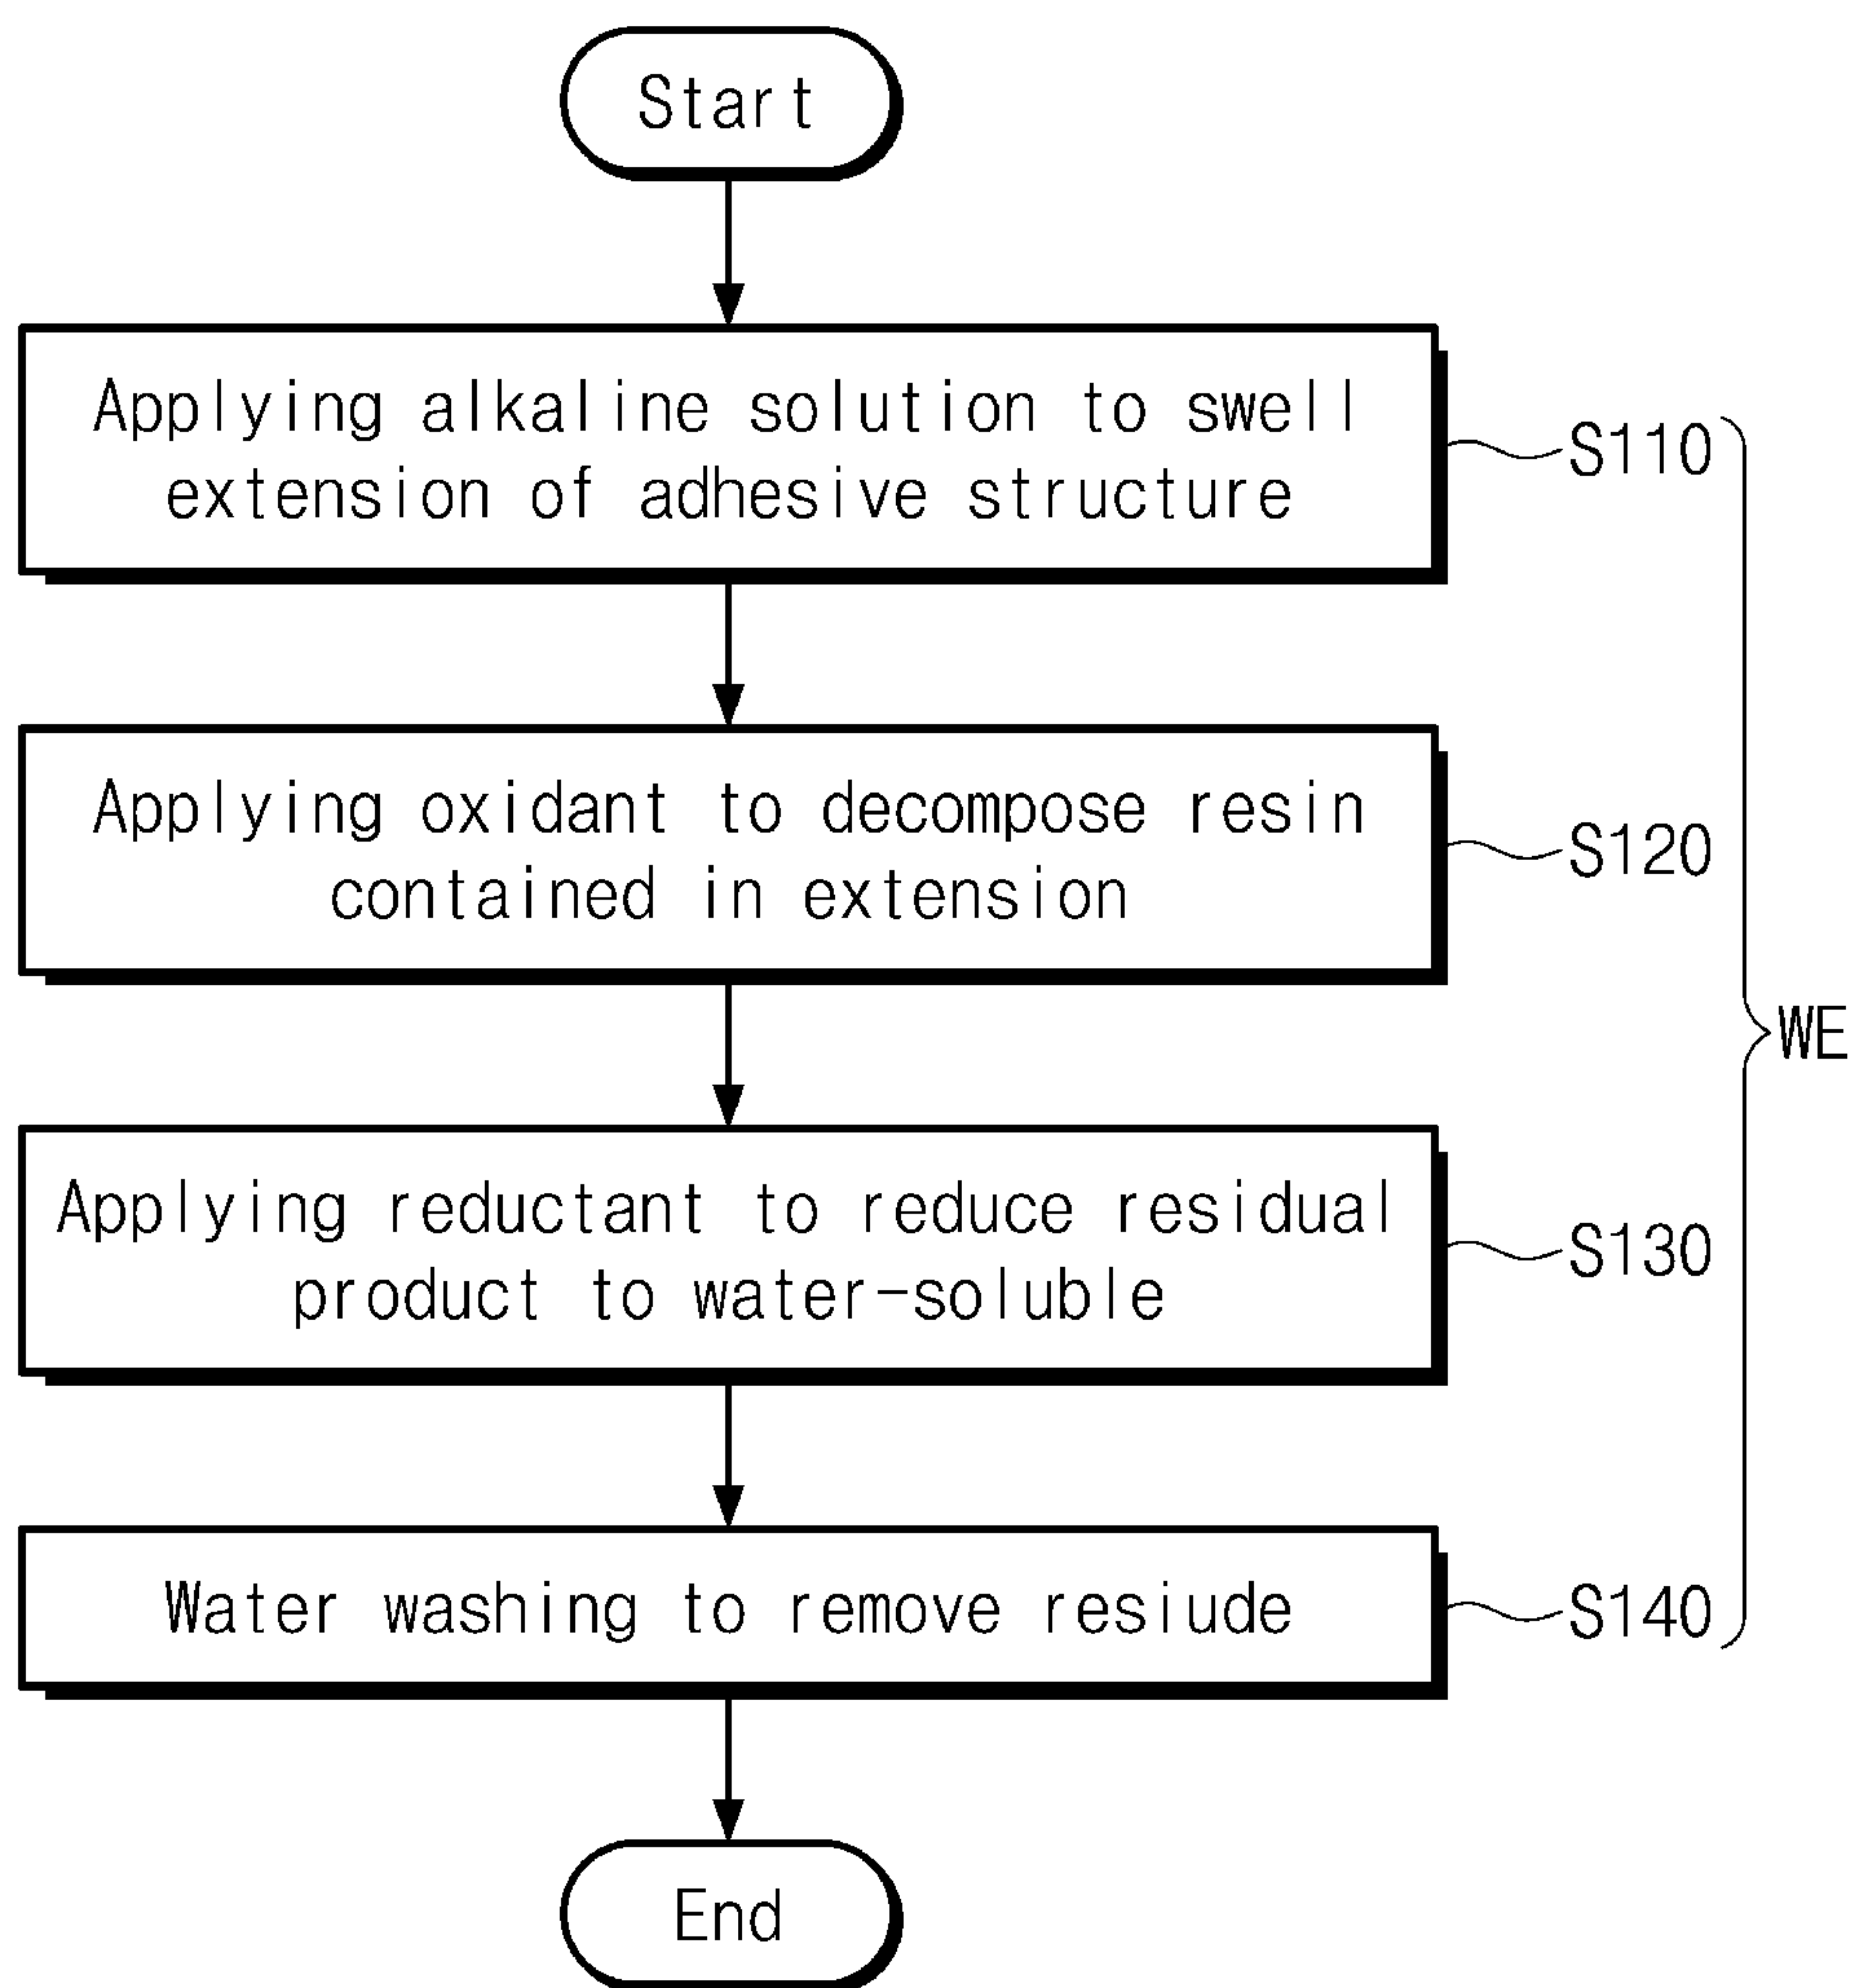 Start
Applying alkaline solution to swell
extension of adhesive structure
S110
Applying oxidant to decompose resin
contained in extension
S120
WE
Applying reductant to reduce residual
product to water-soluble
S130
Water washing to remove resiude
S140
End